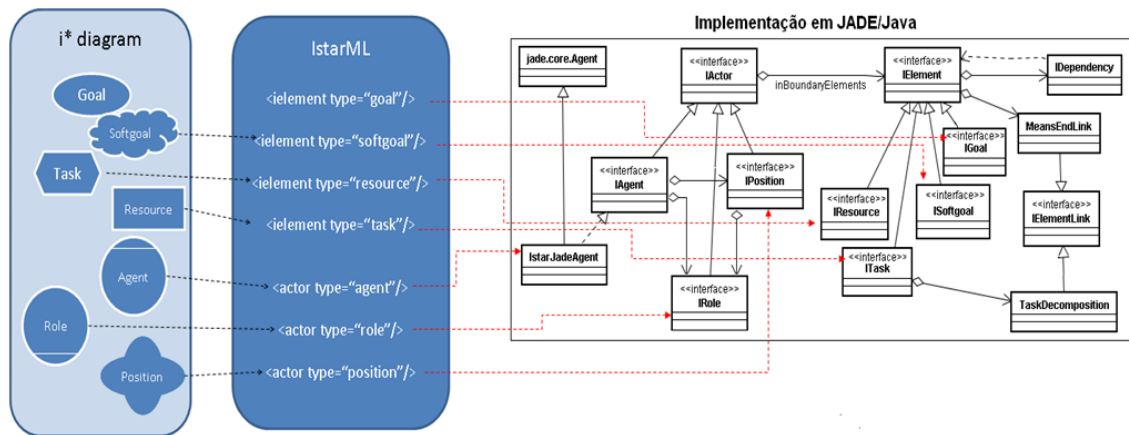 i* diagram
Goal
Softgoal
Task
Resource
Agent
Role
Position
IstarML
<ielement type=“goal”/>
<ielement type=“softgoal”/>
<ielement type=“resource”/>
<ielement type=“task”/>
<actor type=“agent”/>
<actor type=“role”/>
<actor type=“position”/>
Implementação em JADE/Java
jade.core.Agent
<<interface>>
IActor
inBoundaryElements
<<interface>>
IElement
IDependency
MeansEndLink
<<interface>>
IGoal
<<interface>>
IAgent
<<interface>>
IPosition
<<interface>>
IResource
<<interface>>
ISoftgoal
<<interface>>
IElementLink
IstarJadeAgent
<<interface>>
ITask
<<interface>>
IRole
TaskDecomposition